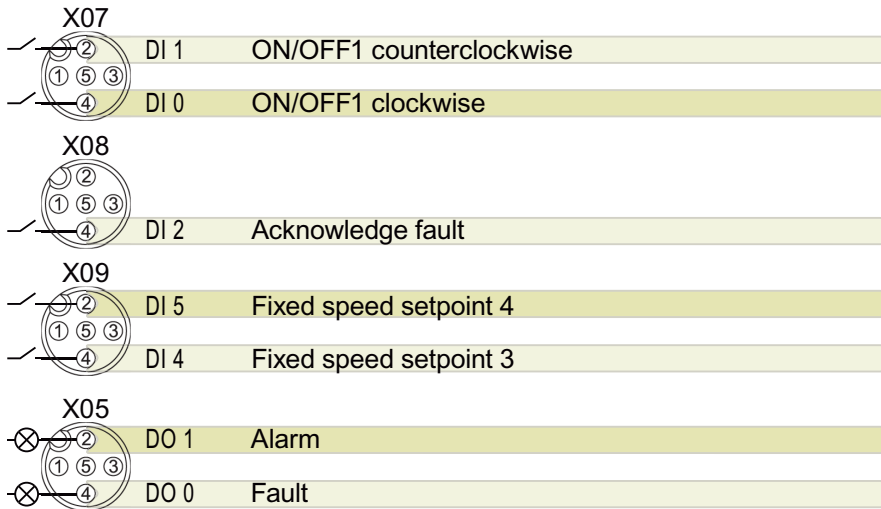 X07
② DI 1 ON/OFF1 counterclockwise
① ⑤ ③
④ DI 0 ON/OFF1 clockwise
X08
②
① ⑤ ③
④ DI 2 Acknowledge fault
X09
② DI 5 Fixed speed setpoint 4
① ⑤ ③
④ DI 4 Fixed speed setpoint 3
X05
② DO 1 Alarm
① ⑤ ③
④ DO 0 Fault